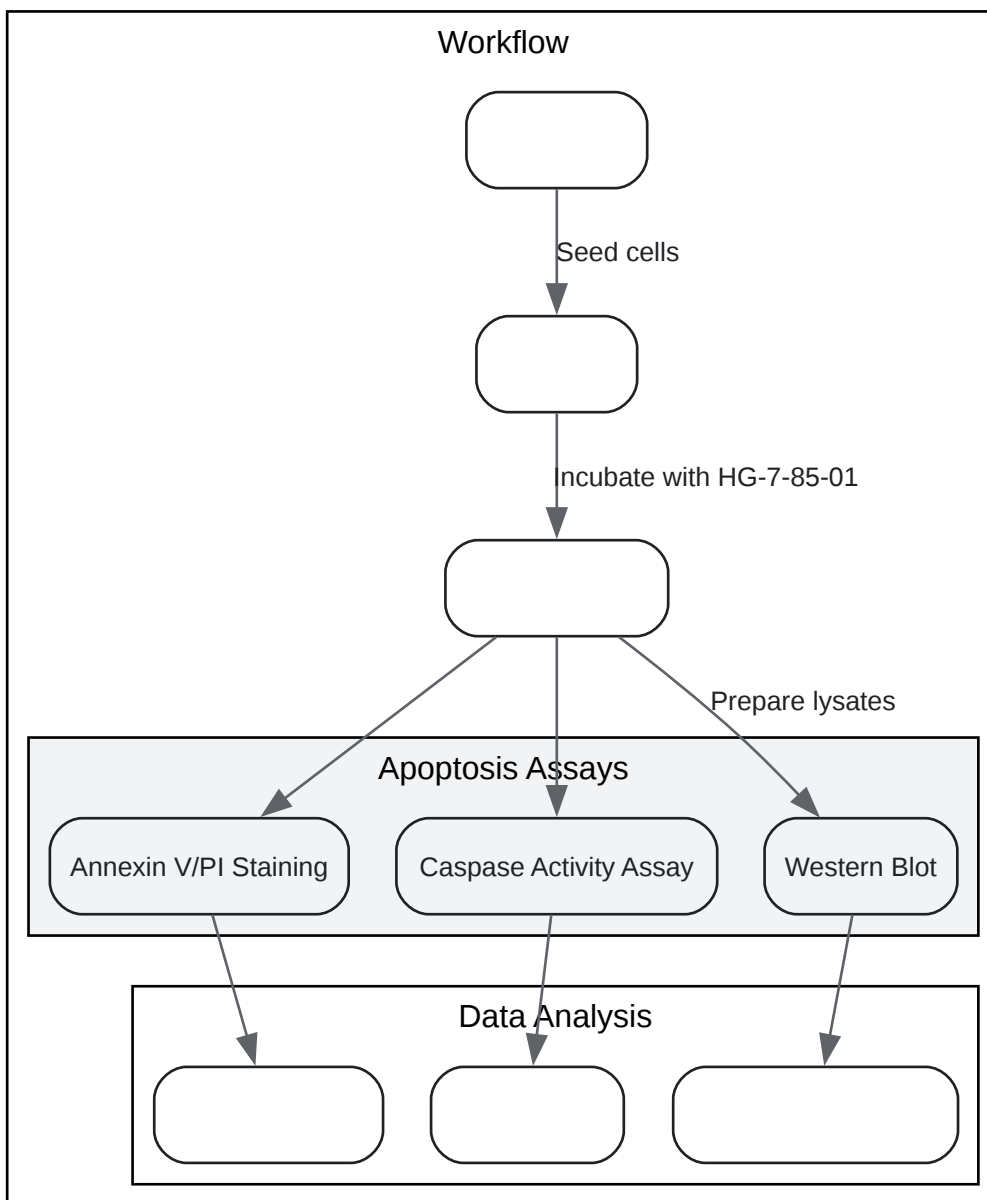 Workflow
Seed cells
Incubate with HG-7-85-01
Prepare lysates
Apoptosis Assays
Annexin V/PI Staining
Caspase Activity Assay
Western Blot
Data Analysis